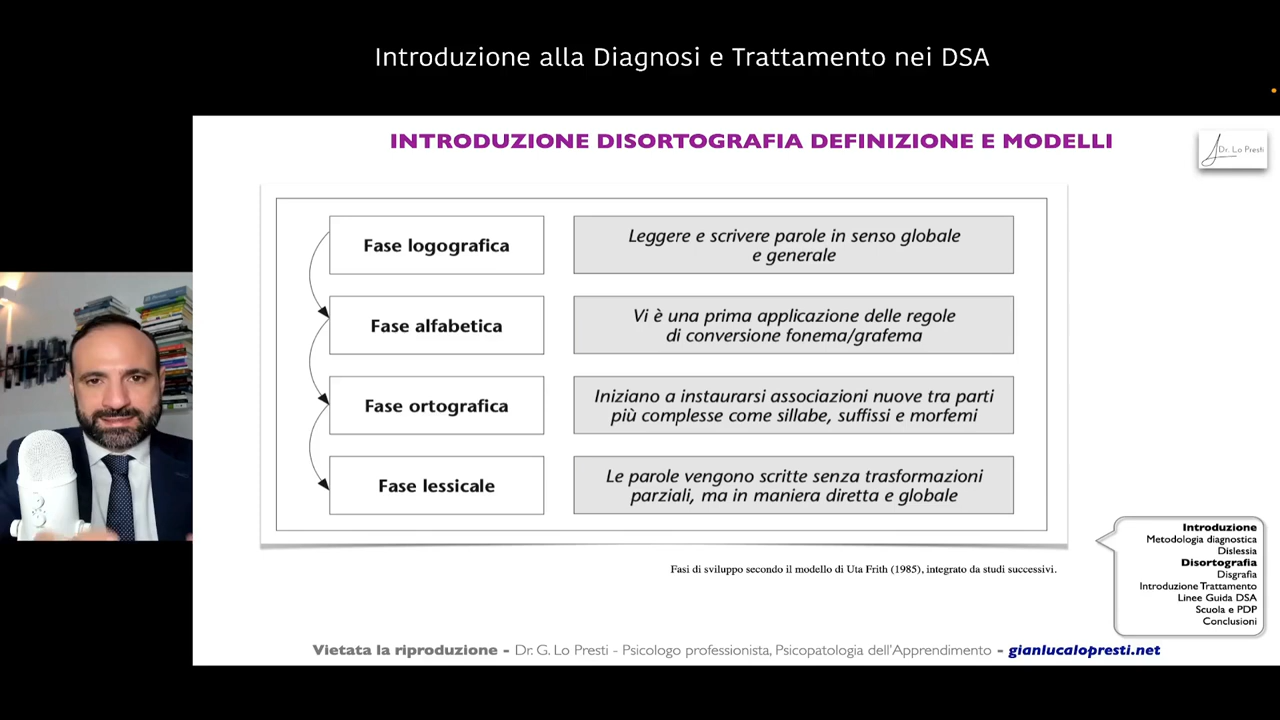 Introduzione alla Diagnosi e Trattamento nei DSA
INTRODUZIONE DISORTOGRAFIA DEFINIZIONE E MODELLI
Dr. Lo Presti
Fase logografica
Leggere e scrivere parole in senso globale
e generale
Fase alfabetica
Vi è una prima applicazione delle regole
di conversione fonema/grafema
Fase ortografica
Iniziano a instaurarsi associazioni nuove tra parti
più complesse come sillabe, suffissi e morfemi
Fase lessicale
Le parole vengono scritte senza trasformazioni
parziali, ma in maniera diretta e globale
Fasi di sviluppo secondo il modello di Uta Frith (1985), integrato da studi successivi.
Introduzione
Metodologia diagnostica
Dislessia
Disortografia
Disgrafia
Introduzione Trattamento
Linee Guida DSA
Scuola e PDP
Conclusioni
Vietata la riproduzione - Dr. G. Lo Presti - Psicologo professionista, Psicopatologia dell'Apprendimento - gianlucalopresti.net